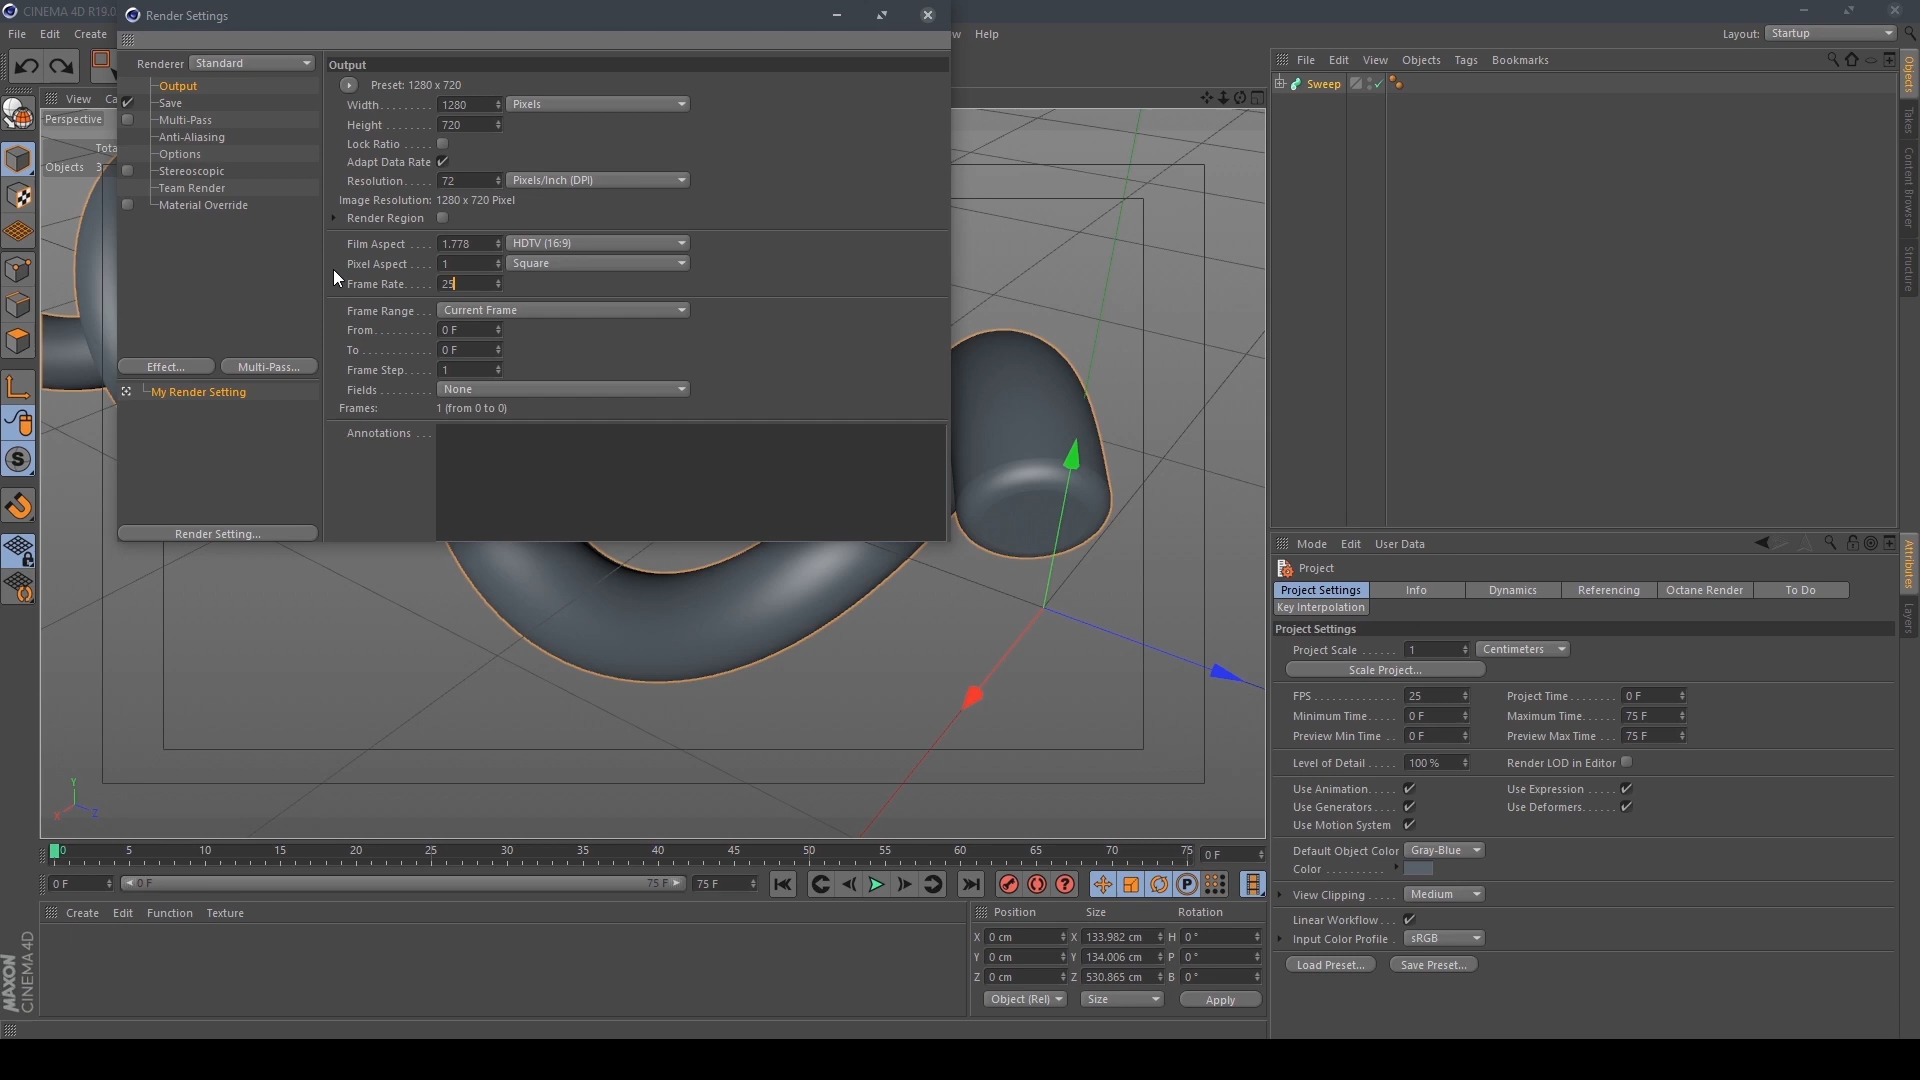 CINEMA 4D R19.0
Render Settings
File Edit Create
w Help
Layout: Startup
Renderer Standard
Output
Save
Multi-Pass
Anti-Aliasing
Options
Stereoscopic
Team Render
Material Override
Effect... Multi-Pass...
My Render Setting
Render Setting...
Output
Preset: 1280 x 720
Width 1280 Pixels
Height 720
Lock Ratio
Adapt Data Rate
Resolution 72 Pixels/Inch (DPI)
Image Resolution: 1280 x 720 Pixel
Render Region
Film Aspect 1.778 HDTV (16:9)
Pixel Aspect 1 Square
Frame Rate 25
Frame Range Current Frame
From 0 F
To 0 F
Frame Step 1
Fields None
Frames: 1 (from 0 to 0)
Annotations
View Ca
Perspective
Tota
Objects 3
Y
X
Z
File Edit View Objects Tags Bookmarks
Sweep
Objects
Takes
Content Browser
Structure
Mode Edit User Data
Project
Project Settings Info Dynamics Referencing Octane Render To Do
Key Interpolation
Project Settings
Project Scale 1 Centimeters
Scale Project...
FPS 25 Project Time 0 F
Minimum Time 0 F Maximum Time 75 F
Preview Min Time 0 F Preview Max Time 75 F
Level of Detail 100 % Render LOD in Editor
Use Animation Use Expression
Use Generators Use Deformers
Use Motion System
Default Object Color Gray-Blue
Color
View Clipping Medium
Linear Workflow
Input Color Profile sRGB
Load Preset... Save Preset...
Attributes
Layers
0 5 10 15 20 25 30 35 40 45 50 55 60 65 70 75 0 F
0 F 0 F 75 F 75 F
Create Edit Function Texture
Position Size Rotation
X 0 cm X 133.982 cm H 0 °
Y 0 cm Y 134.006 cm P 0 °
Z 0 cm Z 530.865 cm B 0 °
Object (Rel) Size Apply
MAXON
CINEMA 4D